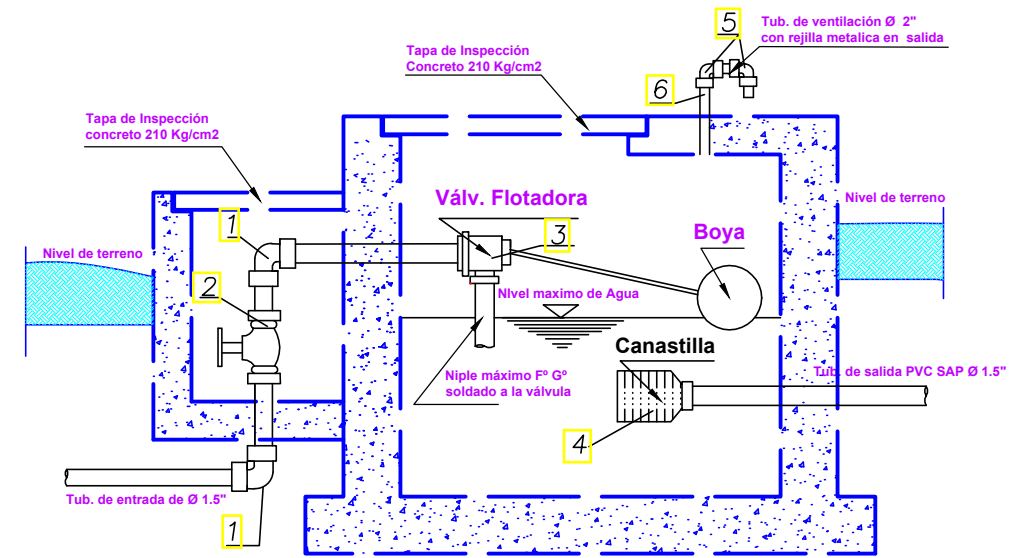 5
Tub. de ventilación Ø 2"
con rejilla metalica en salida
Tapa de Inspección
Concreto 210 Kg/cm2
6
Tapa de Inspección
concreto 210 Kg/cm2
Válv. Flotadora
Nivel de terreno
1
3
Boya
Nivel de terreno
2
NIvel maximo de Agua
Canastilla
Niple máximo Fº Gº
soldado a la válvula
Tub. de salida PVC SAP Ø 1.5"
4
Tub. de entrada de Ø 1.5"
1